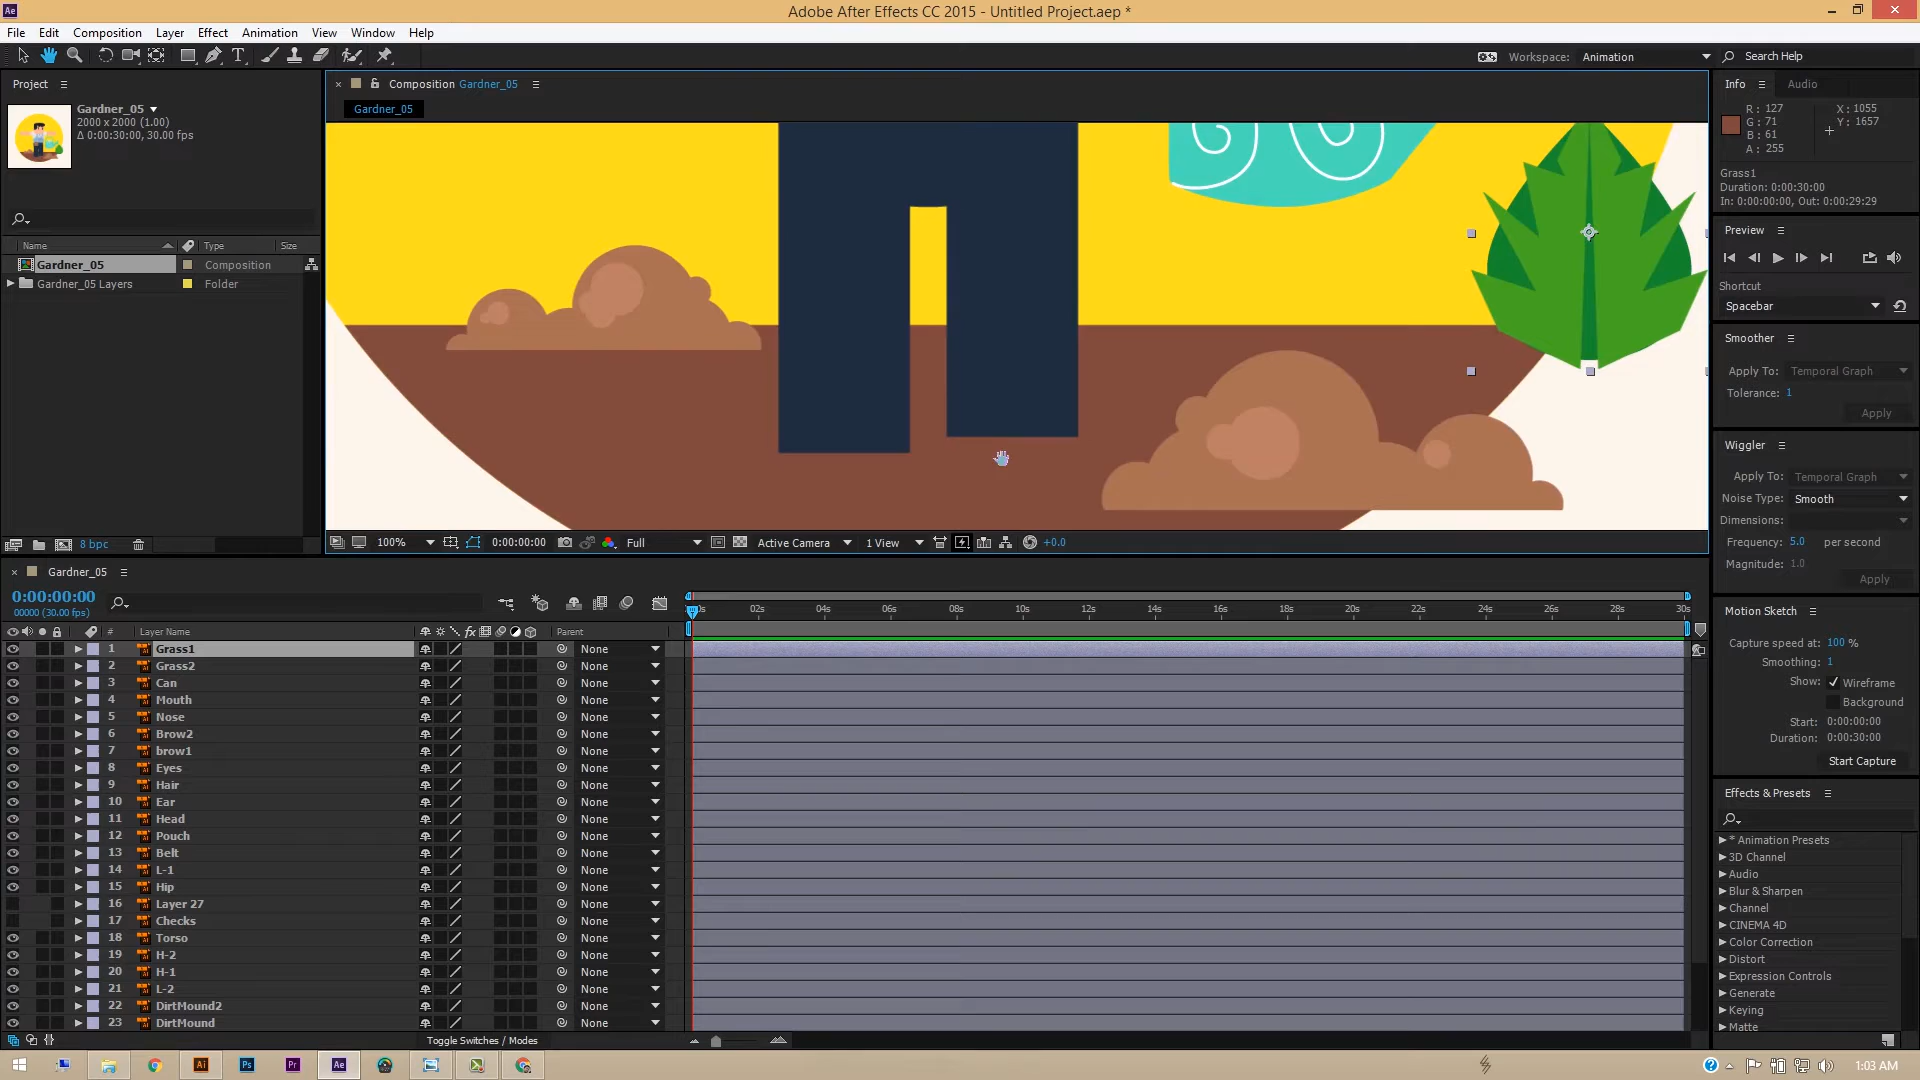 Ae
Adobe After Effects CC 2015 - Untitled Project.aep *
File Edit Composition Layer Effect Animation View Window Help
T
Workspace: Animation
Search Help
Project
Gardner_05
2000 x 2000 (1.00)
Δ 0:00:30:00, 30.00 fps
Name Type Size
Gardner_05 Composition
Gardner_05 Layers Folder
8 bpc
Composition Gardner_05
Gardner_05
100% 0:00:00:00 Full Active Camera 1 View +0.0
Info Audio
R: 127 X: 1055
G: 71 Y: 1657
B: 61
A: 255
Grass1
Duration: 0:00:30:00
In: 0:00:00:00, Out: 0:00:29:29
Preview
Shortcut
Spacebar
Smoother
Apply To: Temporal Graph
Tolerance: 1
Apply
Wiggler
Apply To: Temporal Graph
Noise Type: Smooth
Dimensions:
Frequency: 5.0 per second
Magnitude: 1.0
Apply
Motion Sketch
Capture speed at: 100 %
Smoothing: 1
Show: Wireframe
Background
Start: 0:00:00:00
Duration: 0:00:30:00
Start Capture
Effects & Presets
* Animation Presets
3D Channel
Audio
Blur & Sharpen
Channel
CINEMA 4D
Color Correction
Distort
Expression Controls
Generate
Keying
Matte
Gardner_05
0:00:00:00
00000 (30.00 fps)
02s 04s 06s 08s 10s 12s 14s 16s 18s 20s 22s 24s 26s 28s 30s
# Layer Name fx Parent
1 Grass1 None
2 Grass2 None
3 Can None
4 Mouth None
5 Nose None
6 Brow2 None
7 brow1 None
8 Eyes None
9 Hair None
10 Ear None
11 Head None
12 Pouch None
13 Belt None
14 L-1 None
15 Hip None
16 Layer 27 None
17 Checks None
18 Torso None
19 H-2 None
20 H-1 None
21 L-2 None
22 DirtMound2 None
23 DirtMound None
Toggle Switches / Modes
Ai Ps Pr Ae
1:03 AM